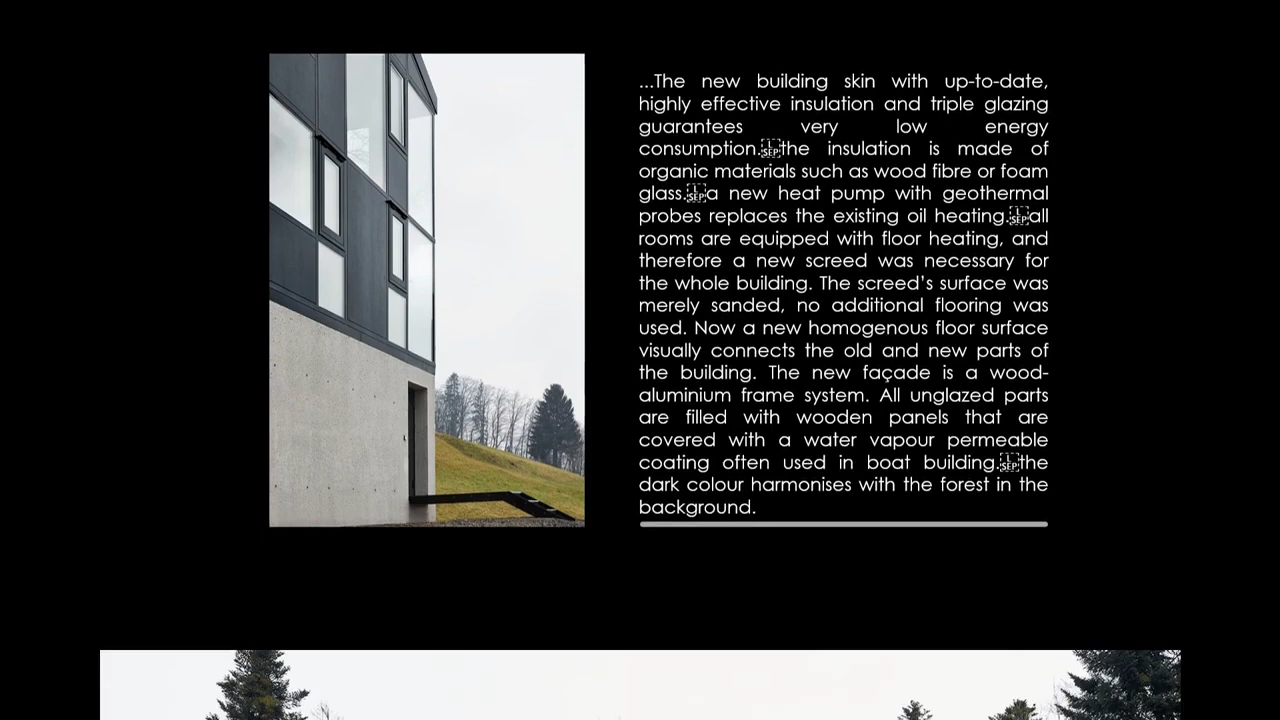 ...The new building skin with up-to-date,
highly effective insulation and triple glazing
guarantees very low energy
consumption.
SEP
the insulation is made of
organic materials such as wood fibre or foam
glass.
SEP
a new heat pump with geothermal
probes replaces the existing oil heating.
SEP
all
rooms are equipped with floor heating, and
therefore a new screed was necessary for
the whole building. The screed’s surface was
merely sanded, no additional flooring was
used. Now a new homogenous floor surface
visually connects the old and new parts of
the building. The new façade is a wood-
aluminium frame system. All unglazed parts
are filled with wooden panels that are
covered with a water vapour permeable
coating often used in boat building.
SEP
the
dark colour harmonises with the forest in the
background.